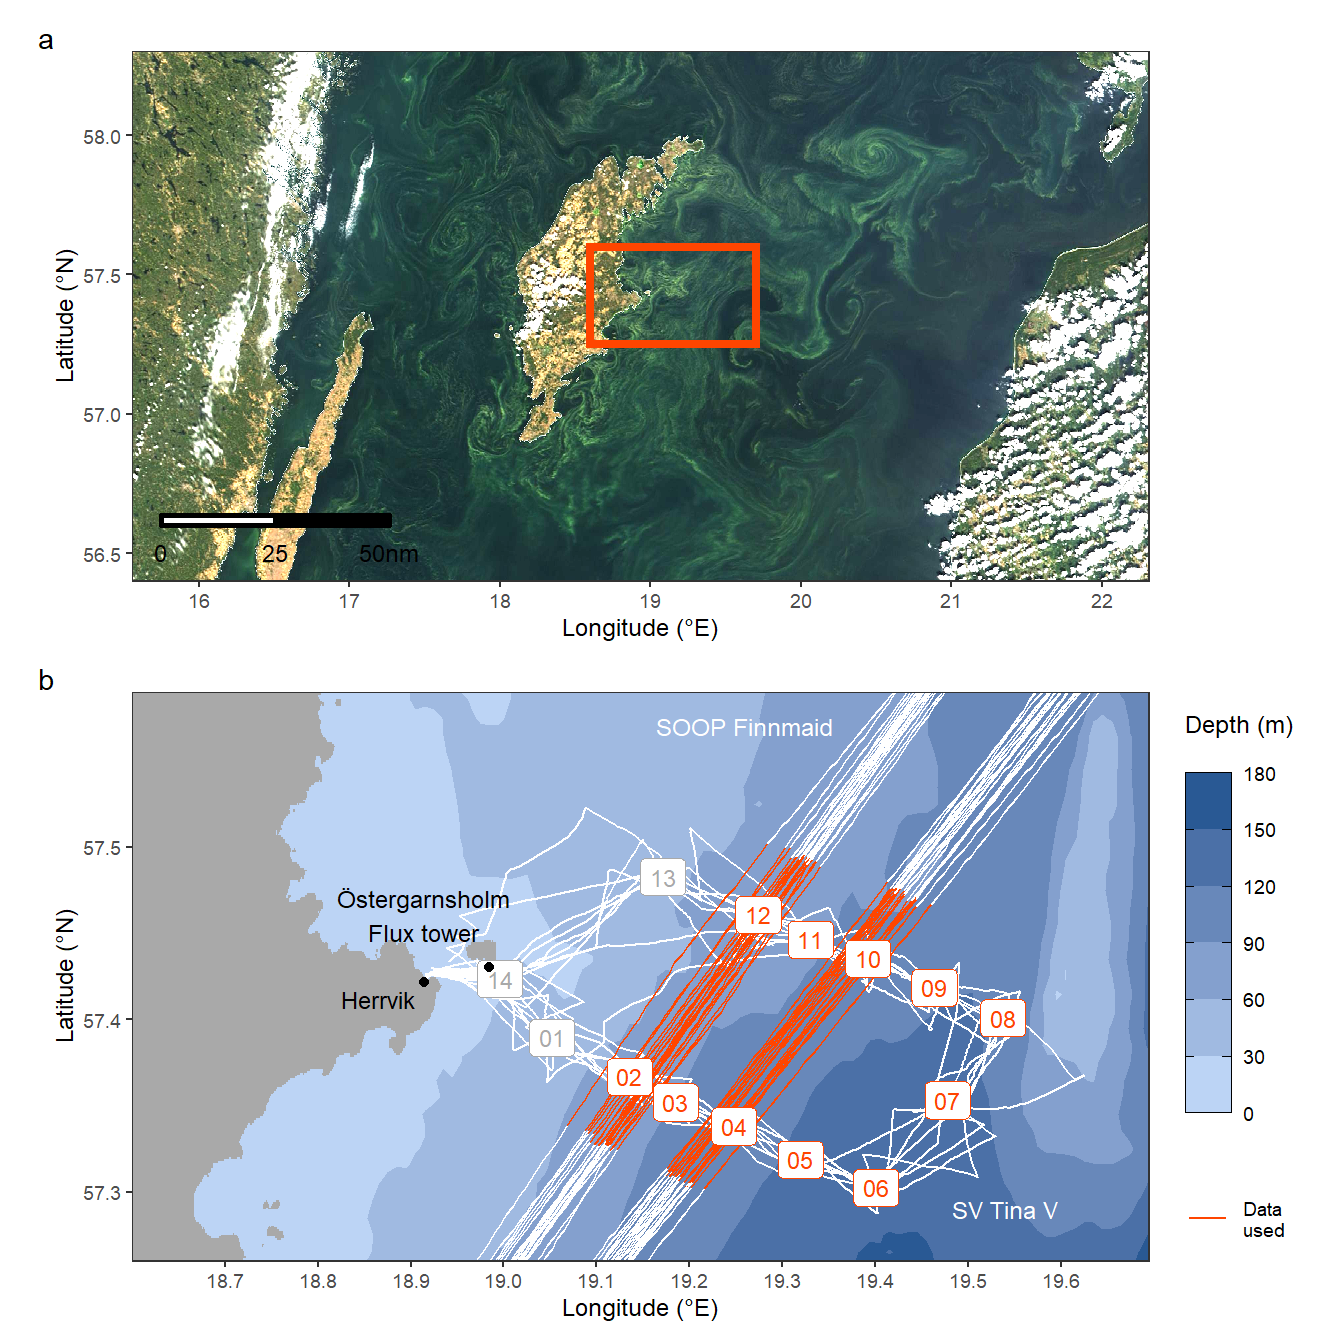 a
58.0
57.5
57.0
56.5
Latitude (°N)
0 25 50nm
16 17 18 19 20 21 22
Longitude (°E)
b
SOOP Finnmaid
Depth (m)
180
150
120
90
60
30
0
57.5
57.4
57.3
Latitude (°N)
Östergarnsholm
Flux tower
Herrvik
13
12
11
10
09
08
14
01
02
03
04
05
06
07
SV Tina V
Data
used
18.7 18.8 18.9 19.0 19.1 19.2 19.3 19.4 19.5 19.6
Longitude (°E)